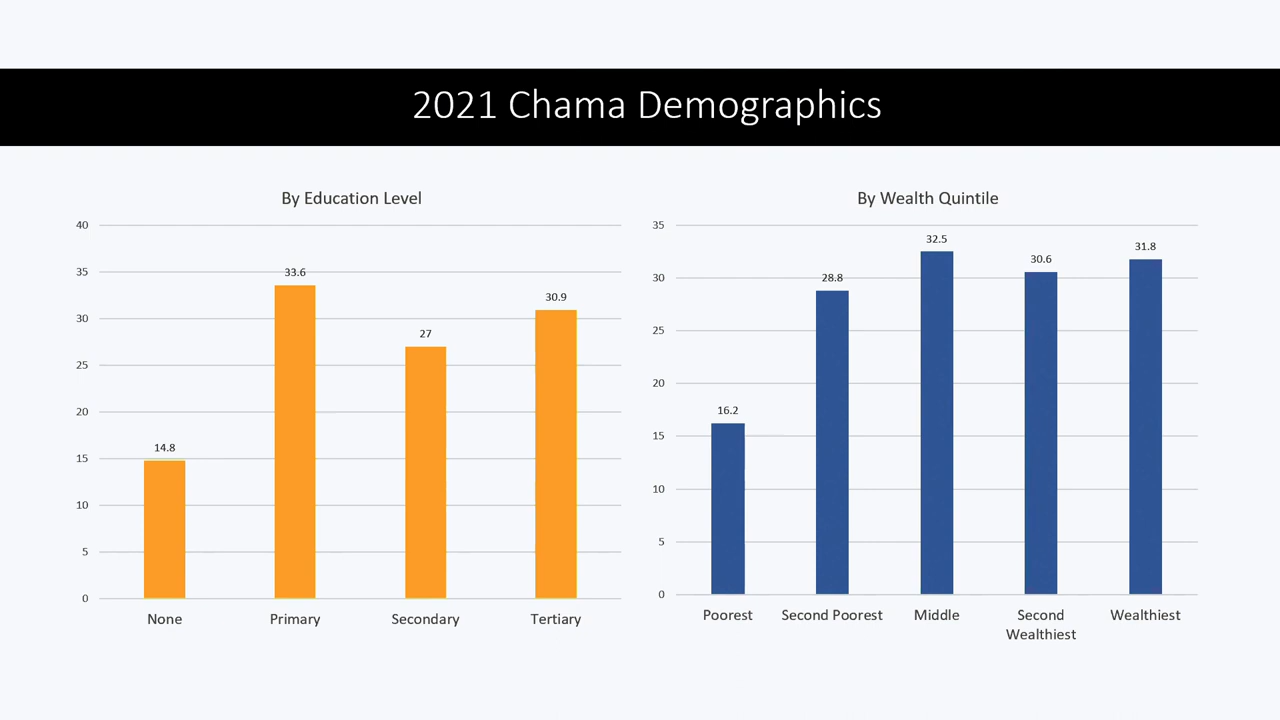 2021 Chama Demographics
By Education Level
40
35
30
25
20
15
10
5
0
14.8
33.6
27
30.9
None
Primary
Secondary
Tertiary
By Wealth Quintile
35
30
25
20
15
10
5
0
16.2
28.8
32.5
30.6
31.8
Poorest
Second Poorest
Middle
Second
Wealthiest
Wealthiest